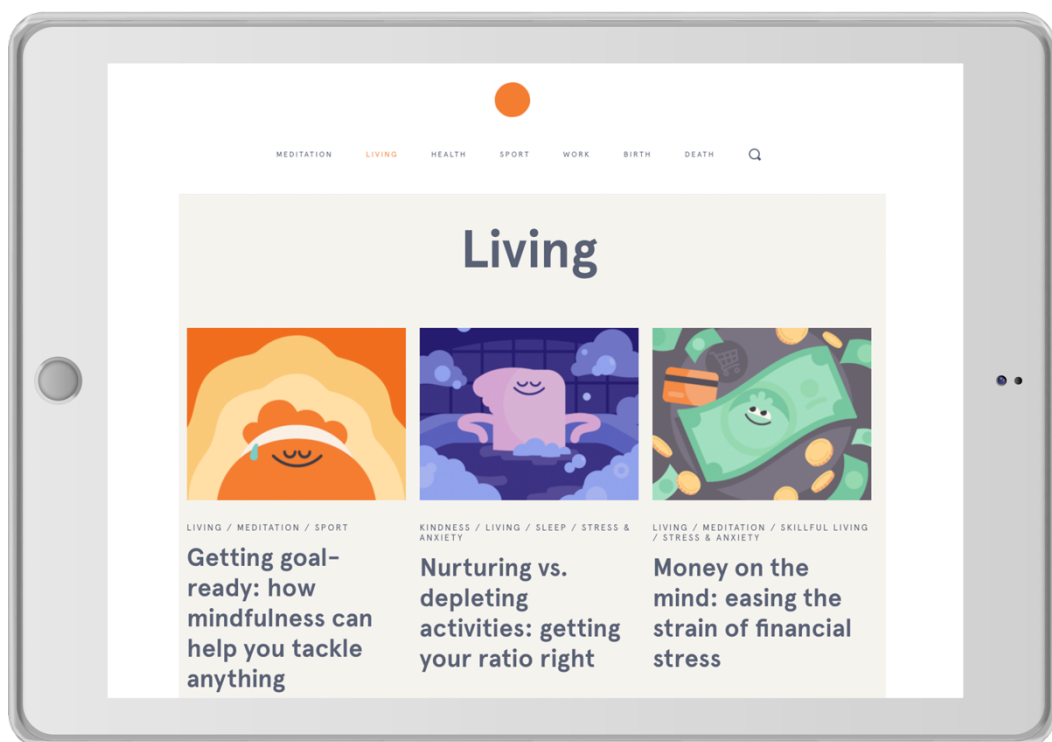 MEDITATION LIVING HEALTH SPORT WORK BIRTH DEATH
Living
LIVING / MEDITATION / SPORT
Getting goal-
ready: how
mindfulness can
help you tackle
anything
KINDNESS / LIVING / SLEEP / STRESS &
ANXIETY
Nurturing vs.
depleting
activities: getting
your ratio right
LIVING / MEDITATION / SKILLFUL LIVING
/ STRESS & ANXIETY
Money on the
mind: easing the
strain of financial
stress